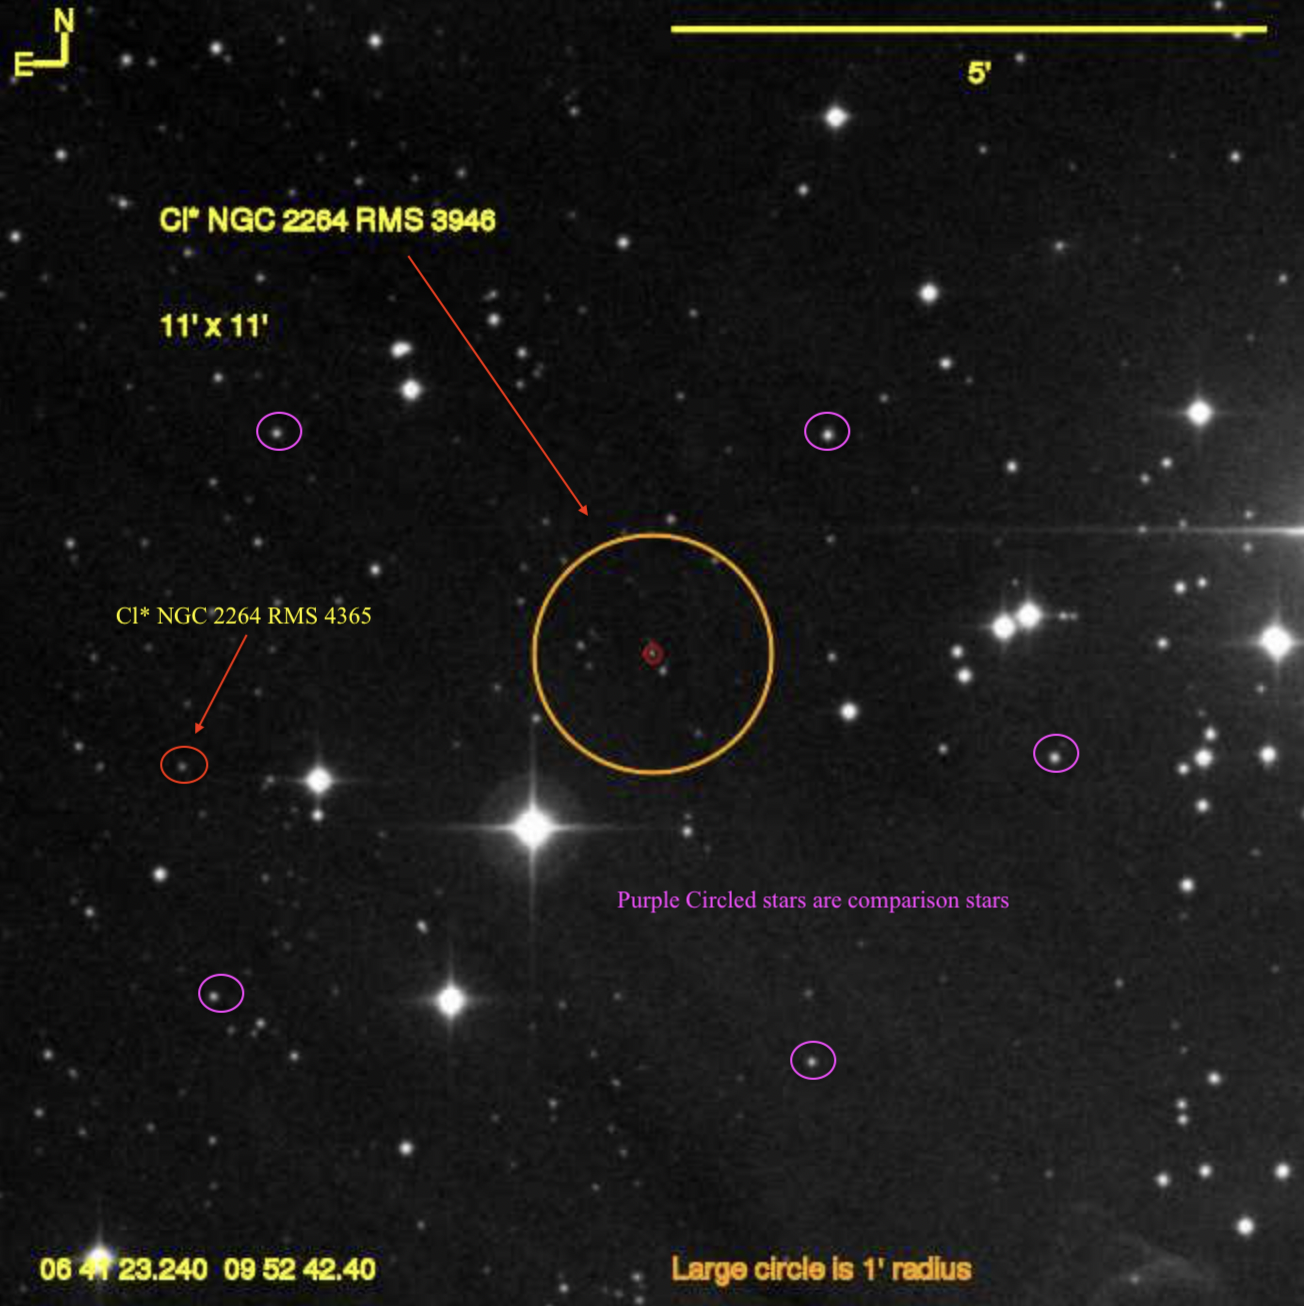 N
E
5'
Cl* NGC 2264 RMS 3946
11' x 11'
Cl* NGC 2264 RMS 4365
Purple Circled stars are comparison stars
06 41 23.240 09 52 42.40
Large circle is 1' radius